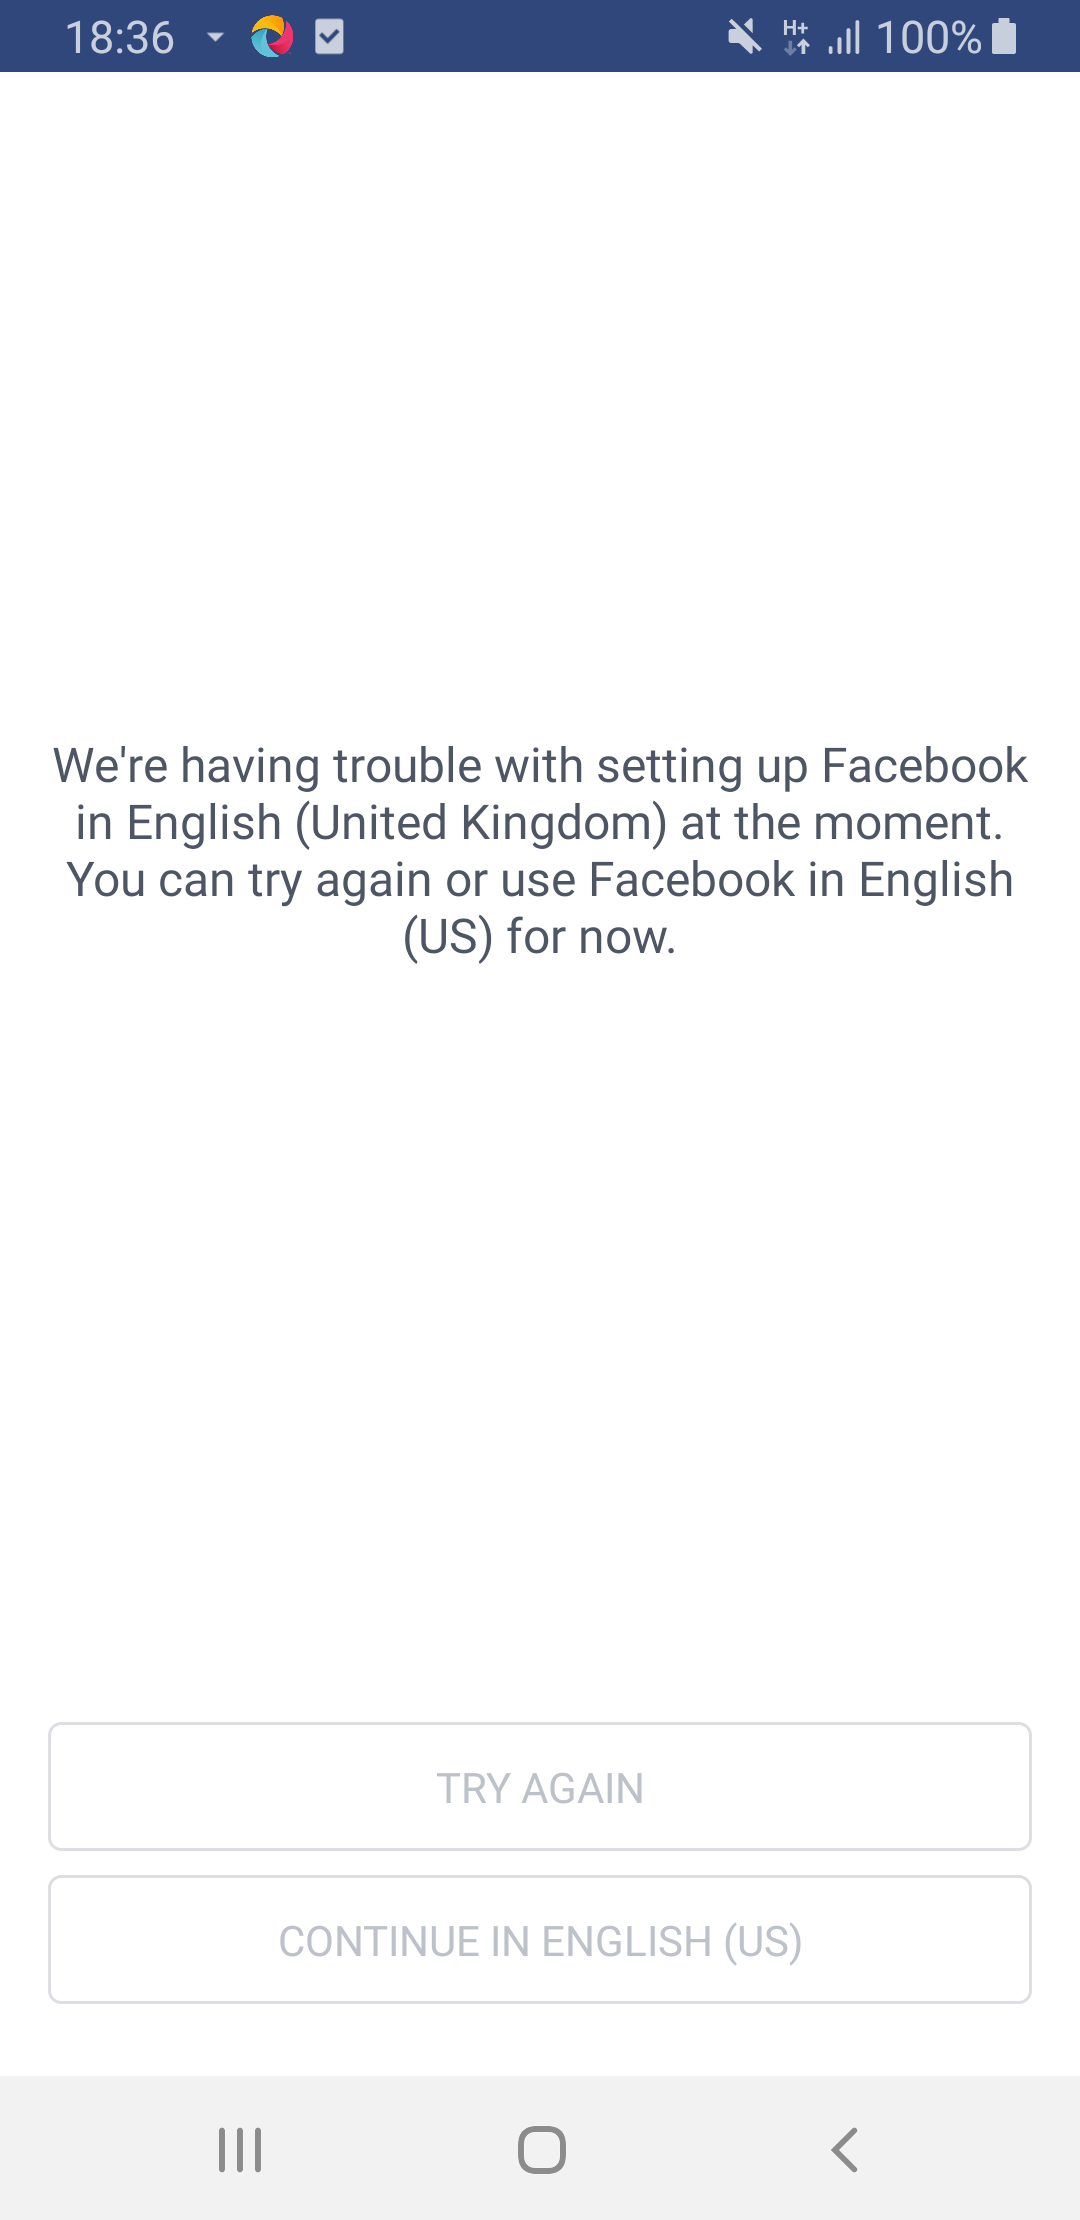 18:36
H+
100%
We're having trouble with setting up Facebook
in English (United Kingdom) at the moment.
You can try again or use Facebook in English
(US) for now.
TRY AGAIN
CONTINUE IN ENGLISH (US)